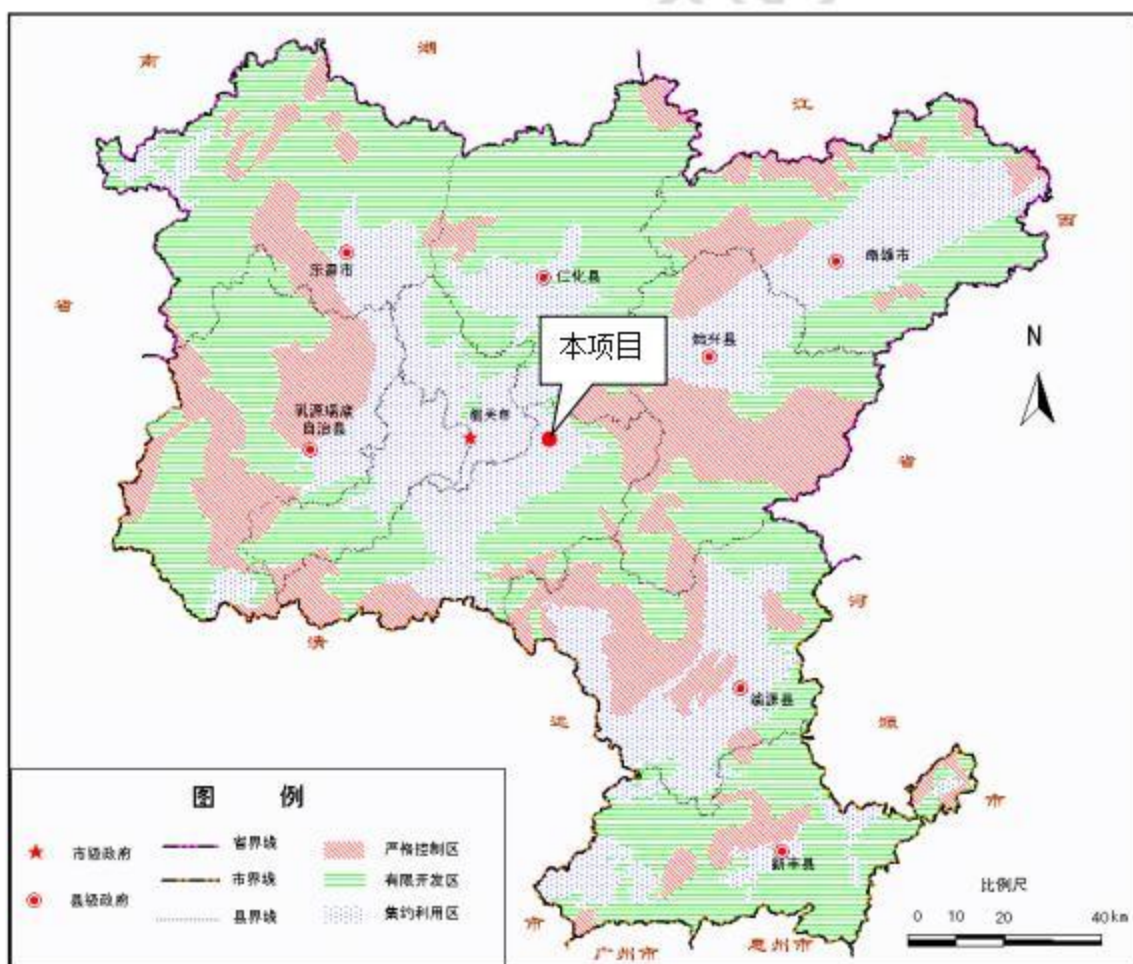 南
湖
江
西
省
乐昌市
仁化县
南雄市
始兴县
本项目
N
乳源瑶族
自治县
韶关市
省
清
河
远
源
翁源县
市
新丰县
市
广州市
惠州市
图 例
市级政府
省界线
严格控制区
县级政府
市界线
有限开发区
县界线
集约利用区
比例尺
0 10 20 40 km